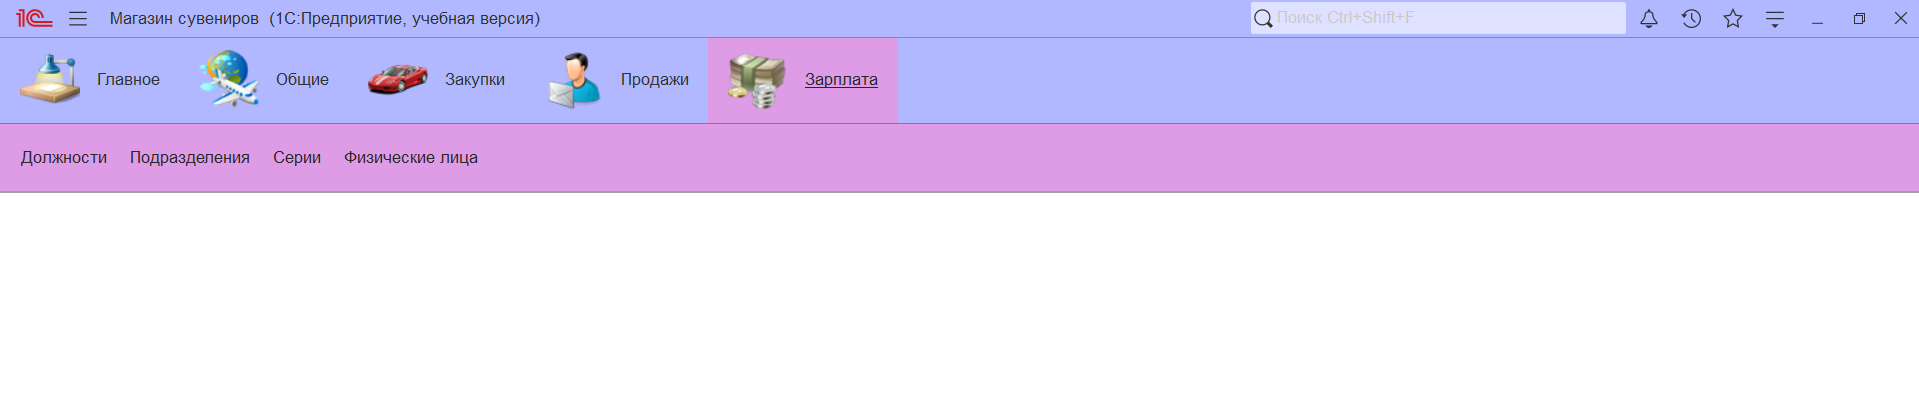 1С Магазин сувениров (1С:Предприятие, учебная версия) Поиск Ctrl+Shift+F
Главное Общие Закупки Продажи Зарплата
Должности Подразделения Серии Физические лица